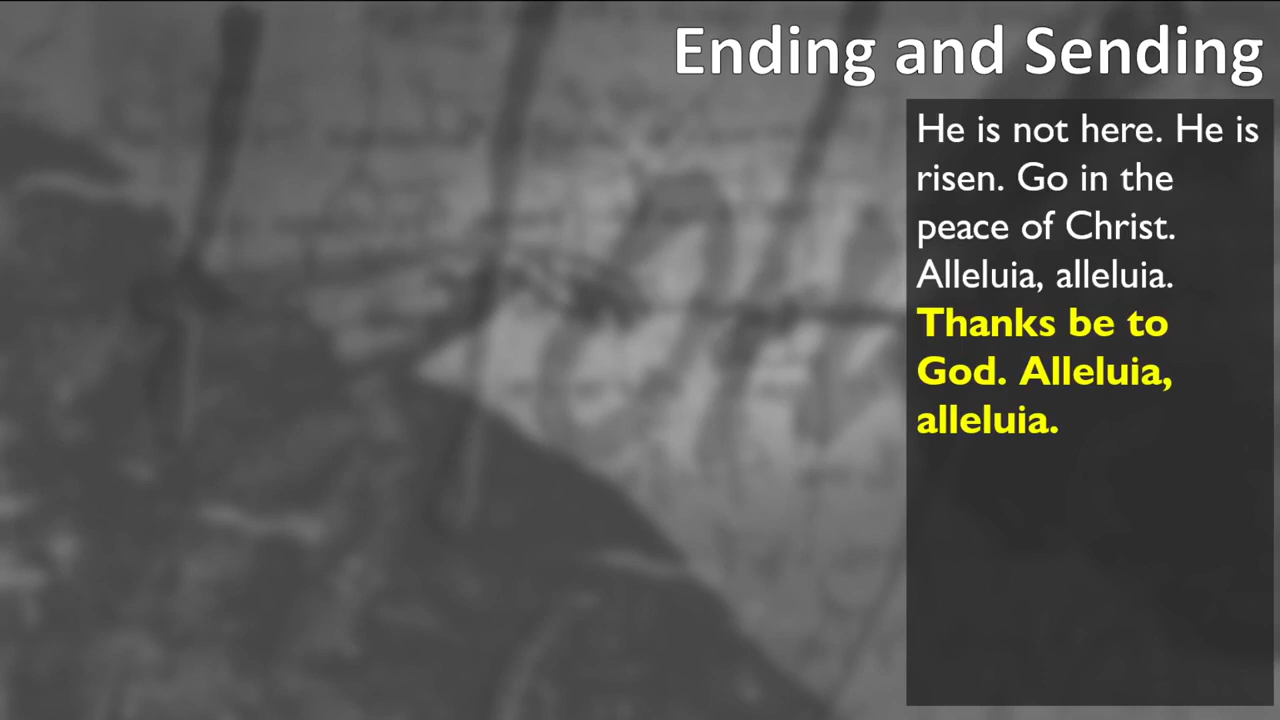 Ending and Sending
He is not here. He is
risen. Go in the
peace of Christ.
Alleluia, alleluia.
Thanks be to
God. Alleluia,
alleluia.